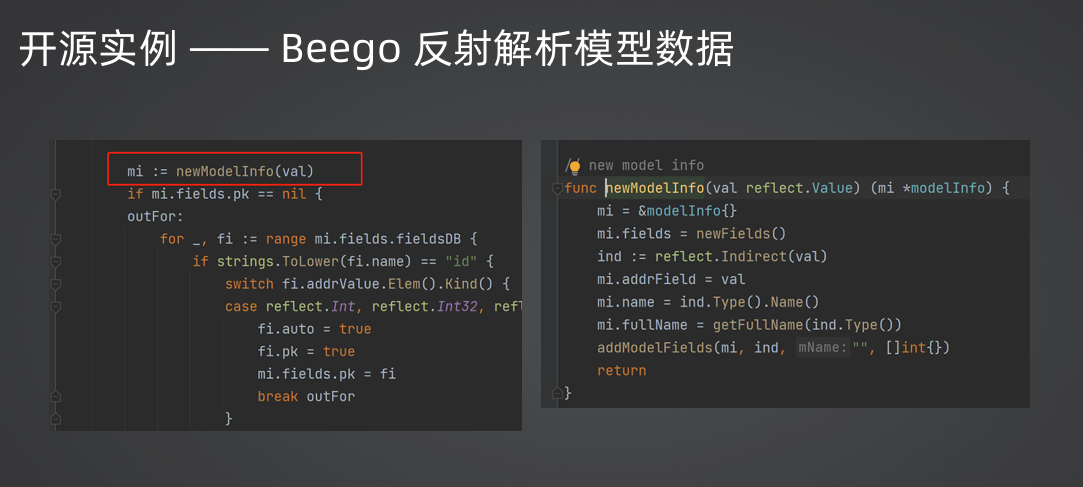 开源实例 —— Beego 反射解析模型数据
mi := newModelInfo(val)
if mi.fields.pk == nil {
outFor:
for _, fi := range mi.fields.fieldsDB {
if strings.ToLower(fi.name) == "id" {
switch fi.addrValue.Elem().Kind() {
case reflect.Int, reflect.Int32,
fi.auto = true
fi.pk = true
mi.fields.pk = fi
break outFor
}
// new model info
func newModelInfo(val reflect.Value) (mi *modelInfo) {
mi = &modelInfo{}
mi.fields = newFields()
ind := reflect.Indirect(val)
mi.addrField = val
mi.name = ind.Type().Name()
mi.fullName = getFullName(ind.Type())
addModelFields(mi, ind, mName: "", []int{})
return
}